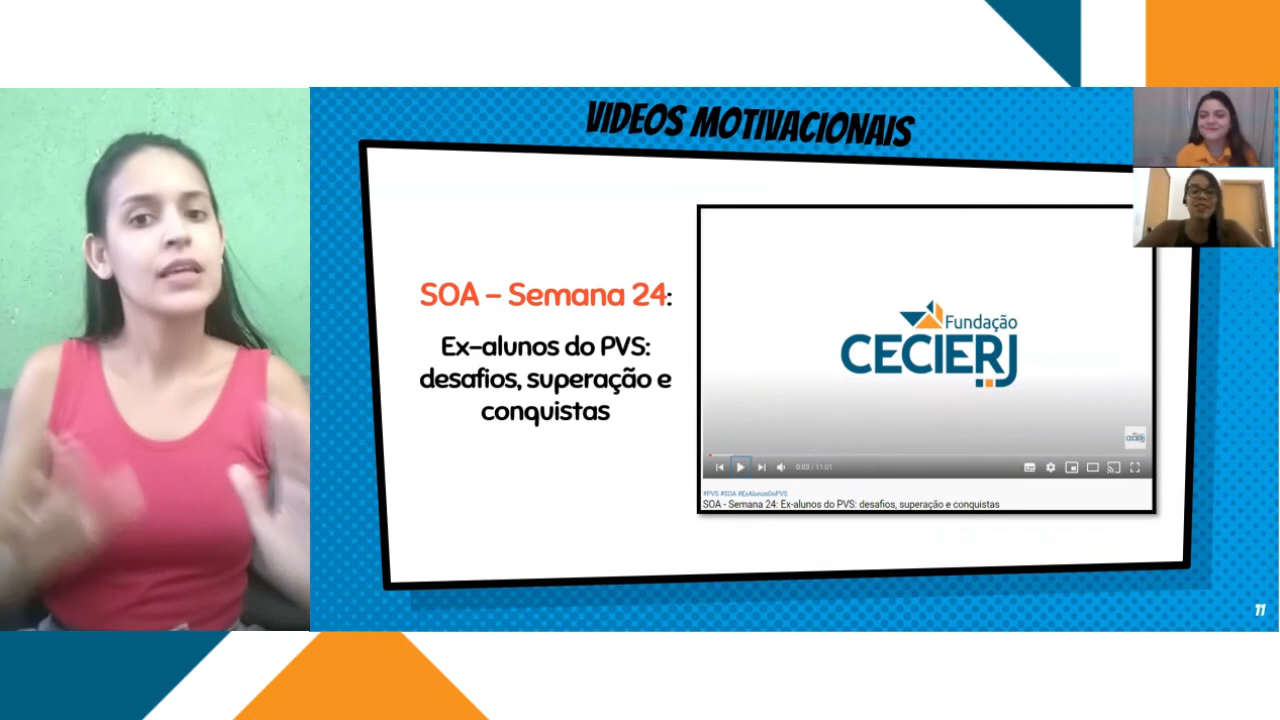 VIDEOS MOTIVACIONAIS
SOA – Semana 24:
Ex-alunos do PVS:
desafios, superação e
conquistas
Fundação
CECIERJ
CECIERJ
0:03 / 11:01
#PVS #SOA #ExAlunosDoPVS
SOA - Semana 24: Ex-alunos do PVS: desafios, superação e conquistas
11